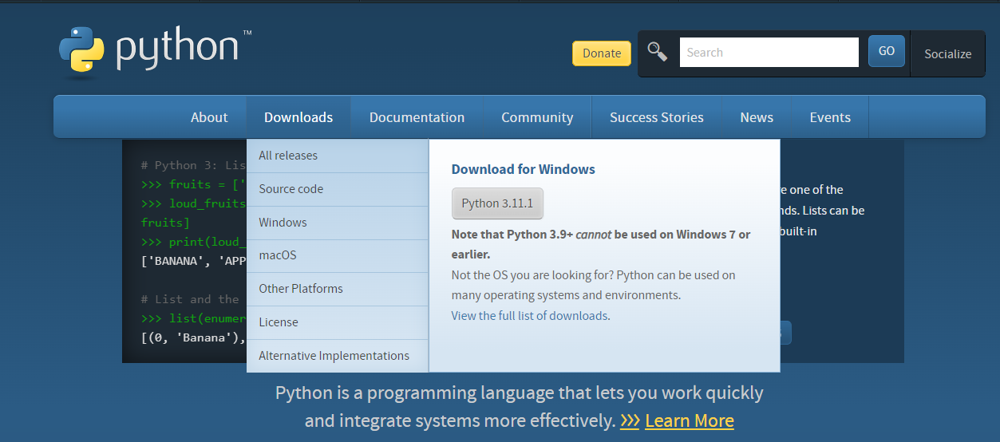 python™
Donate
Search
GO
Socialize
About
Downloads
Documentation
Community
Success Stories
News
Events
All releases
Source code
Windows
macOS
Other Platforms
License
Alternative Implementations
Download for Windows
Python 3.11.1
Note that Python 3.9+ cannot be used on Windows 7 or
earlier.
Not the OS you are looking for? Python can be used on
many operating systems and environments.
View the full list of downloads.
# Python 3: Lis
>>> fruits = ['
>>> loud_fruits
fruits]
>>> print(loud_
['BANANA', 'APP
# List and the
>>> list(enumer
[(0, 'Banana'),
e one of the
nds. Lists can be
built-in
Python is a programming language that lets you work quickly
and integrate systems more effectively. >>> Learn More